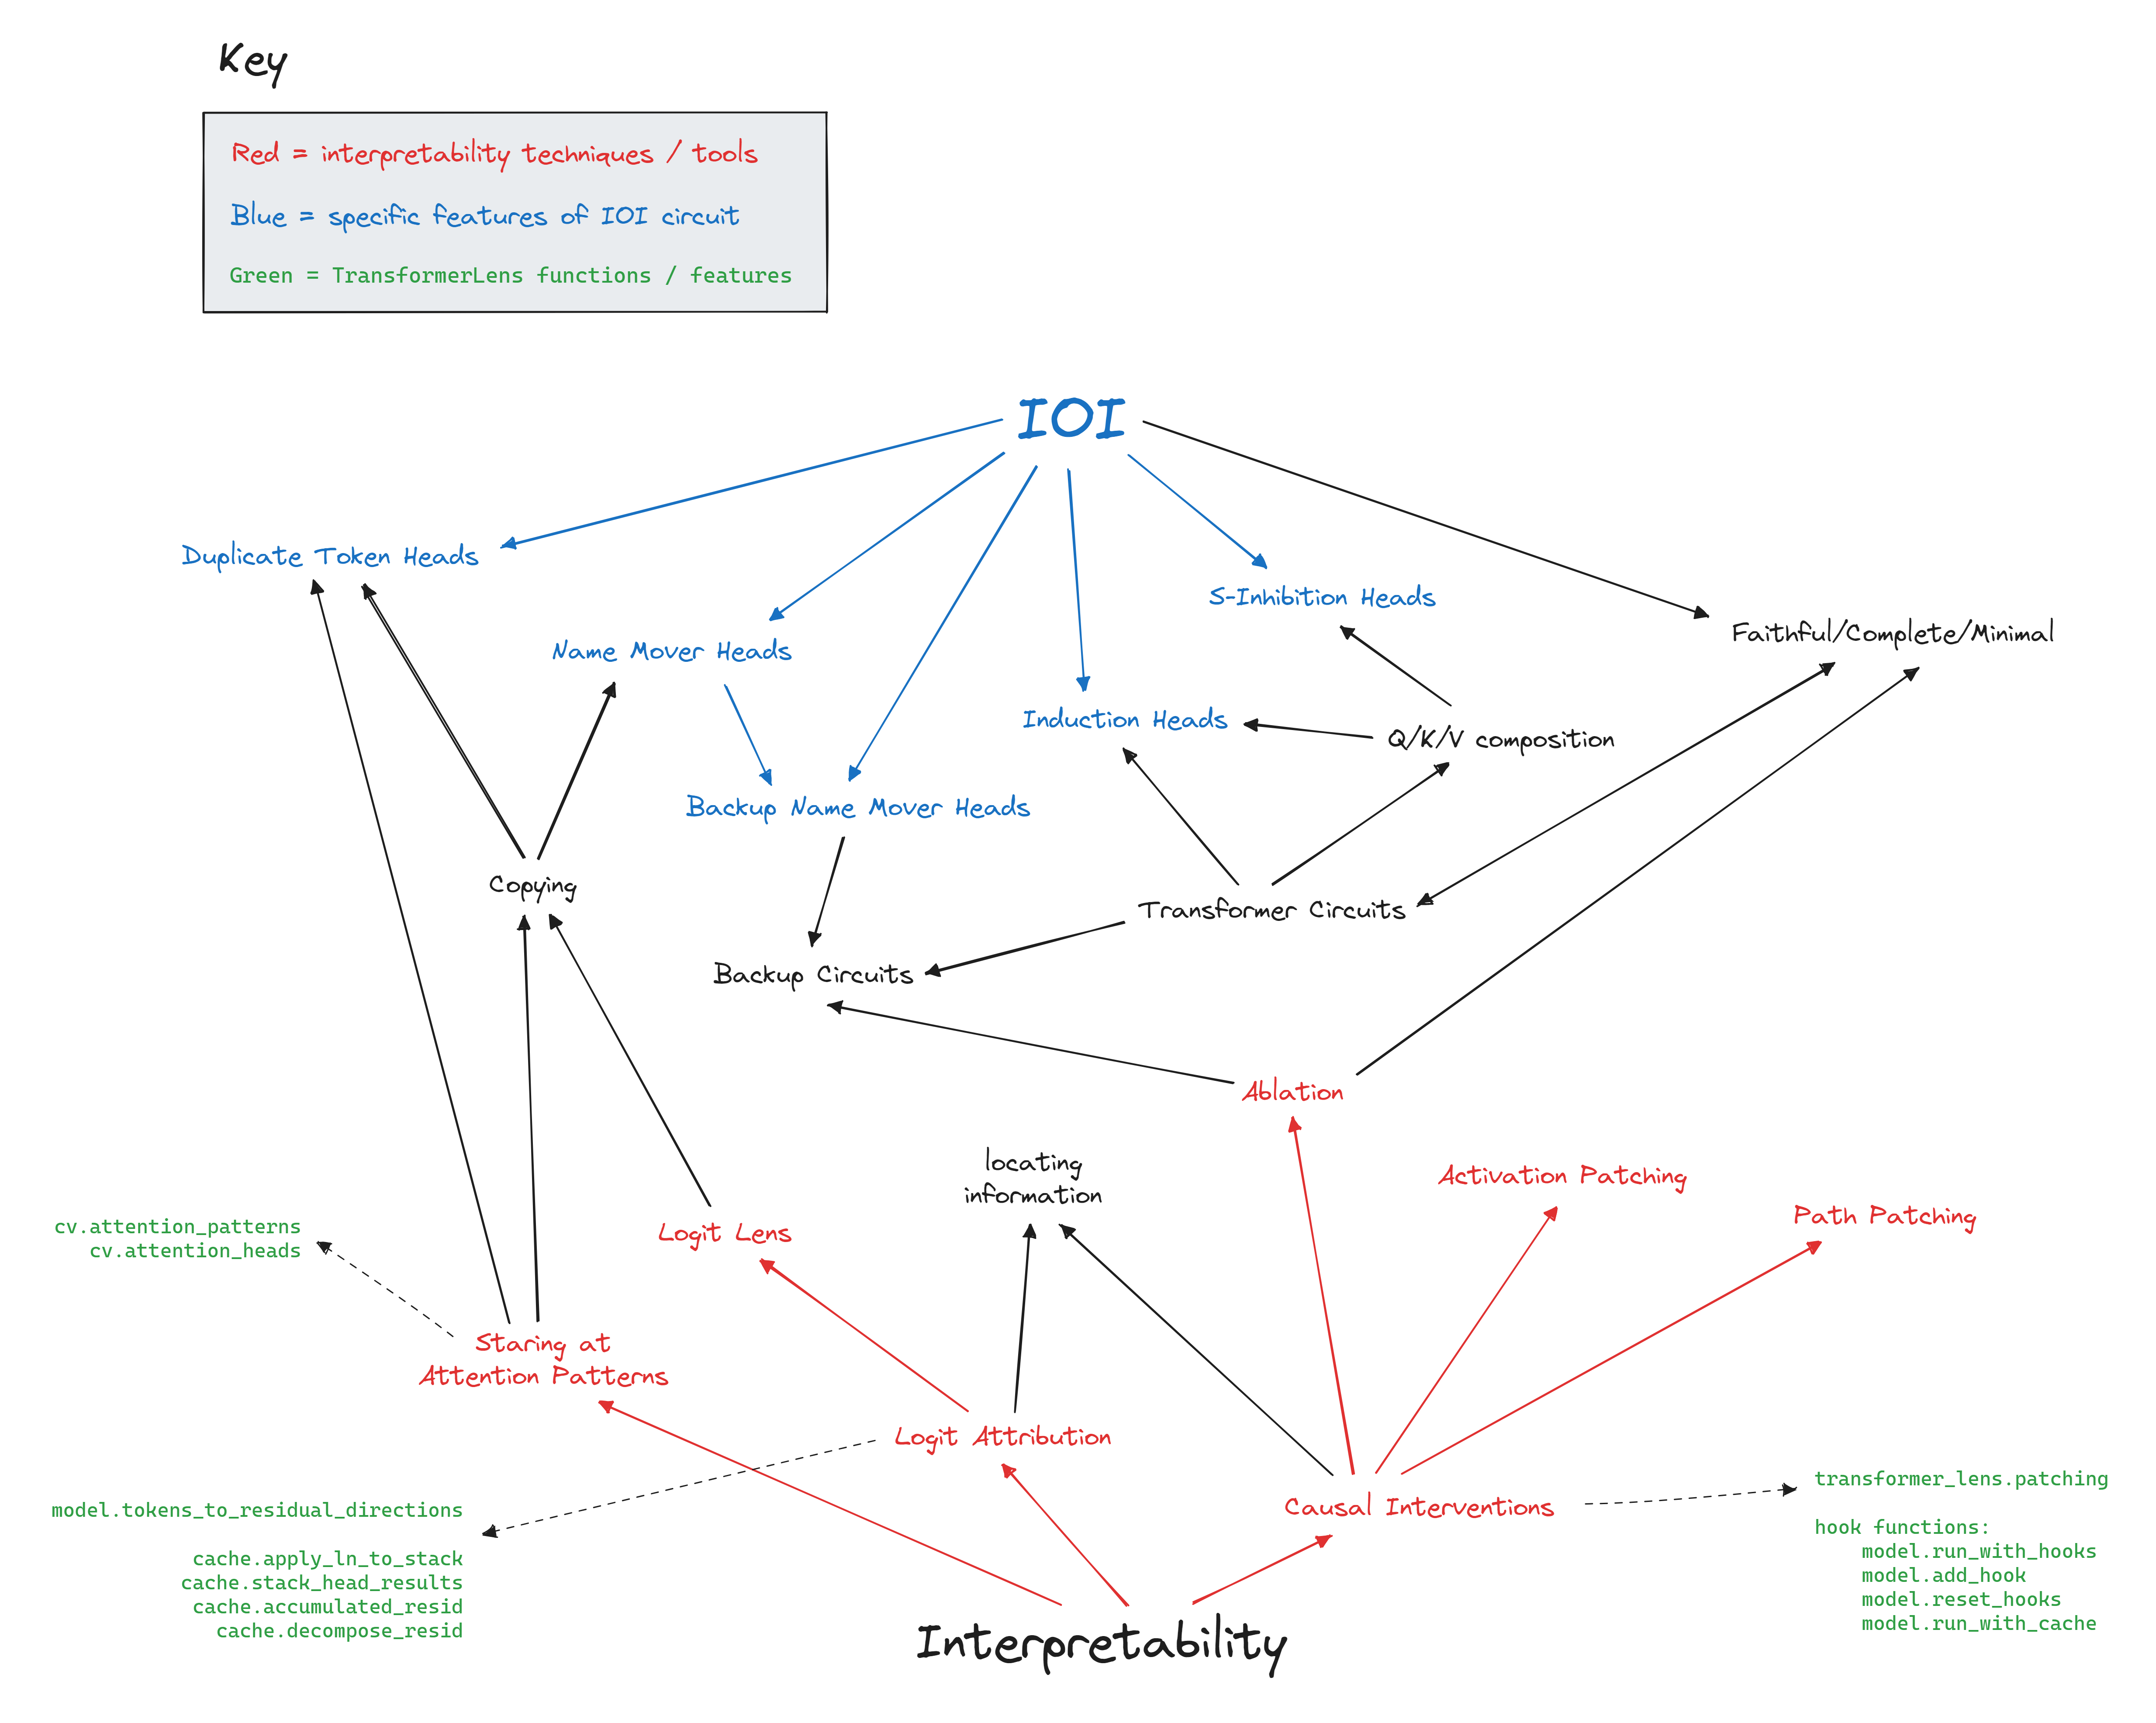 Key
Red = interpretability techniques / tools
Blue = specific features of IOI circuit
Green = TransformerLens functions / features
IOI
Duplicate Token Heads
S-Inhibition Heads
Faithful/Complete/Minimal
Name Mover Heads
Induction Heads
Q/K/V composition
Backup Name Mover Heads
Copying
Transformer Circuits
Backup Circuits
Ablation
locating
information
Activation Patching
Path Patching
cv.attention_patterns
cv.attention_heads
Logit Lens
Staring at
Attention Patterns
Logit Attribution
Causal Interventions
transformer_lens.patching
hook functions:
model.run_with_hooks
model.add_hook
model.reset_hooks
model.run_with_cache
model.tokens_to_residual_directions
cache.apply_ln_to_stack
cache.stack_head_results
cache.accumulated_resid
cache.decompose_resid
Interpretability